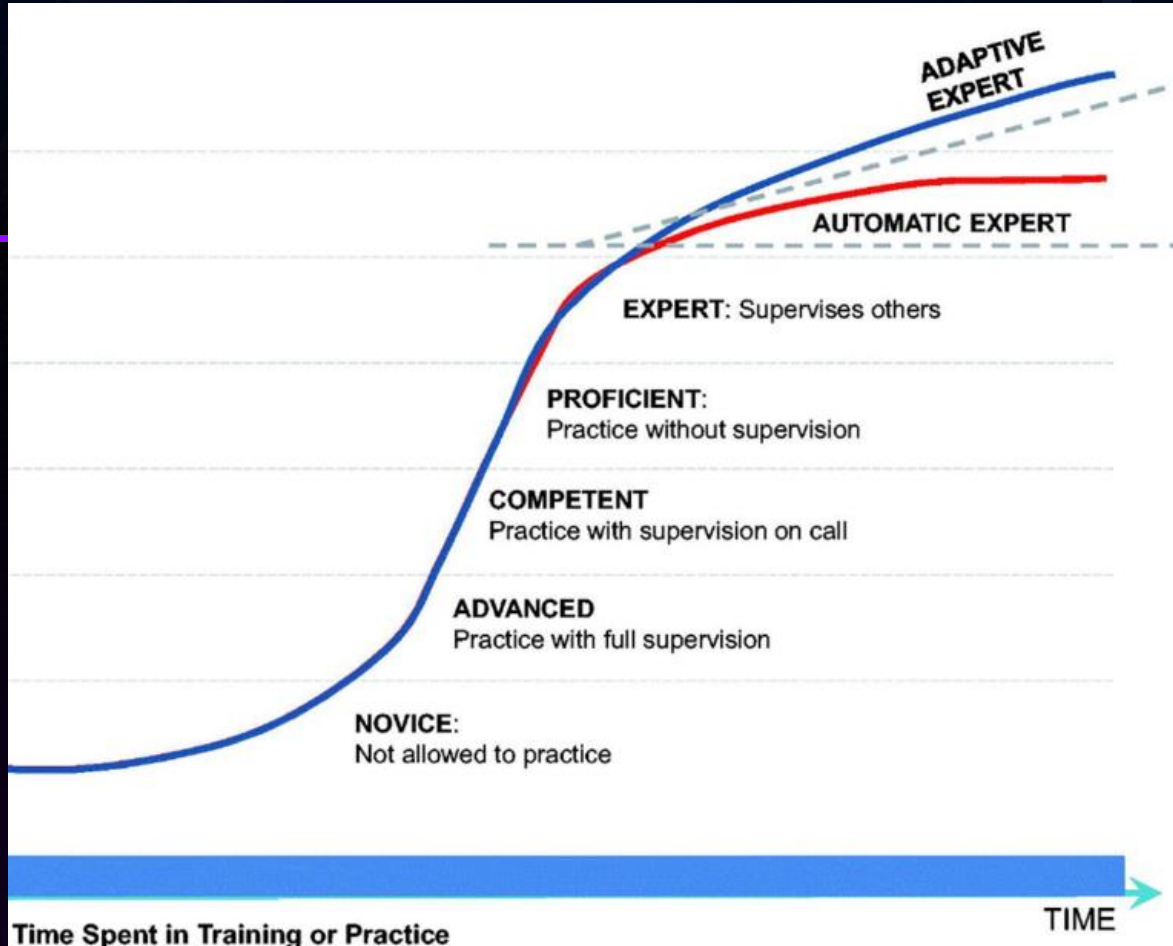 ADAPTIVE
EXPERT
AUTOMATIC EXPERT
EXPERT: Supervises others
PROFICIENT:
Practice without supervision
COMPETENT
Practice with supervision on call
ADVANCED
Practice with full supervision
NOVICE:
Not allowed to practice
TIME
Time Spent in Training or Practice